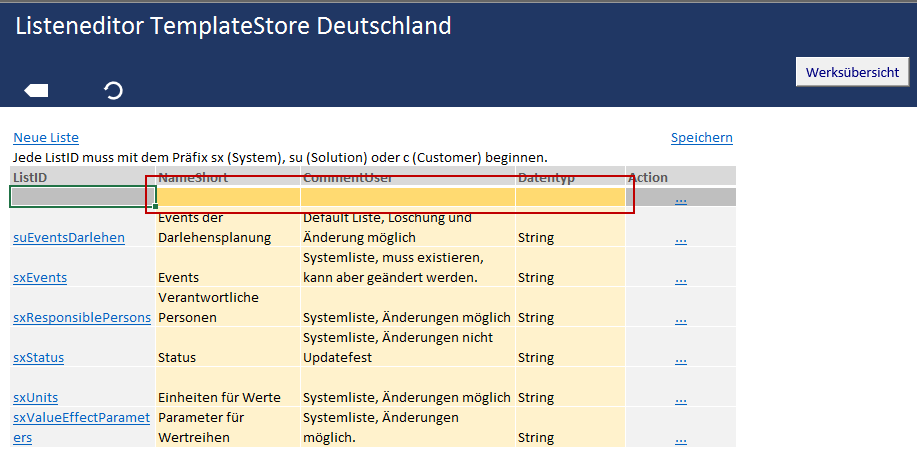 Listeneditor TemplateStore Deutschland
Werksübersicht
Neue Liste Speichern
Jede ListID muss mit dem Präfix sx (System), su (Solution) oder c (Customer) beginnen.
ListID NameShort CommentUser Datentyp Action
...
Events der Default Liste, Löschung und
suEventsDarlehen Darlehensplanung Änderung möglich String ...
Systemliste, muss existieren,
sxEvents Events kann aber geändert werden. String ...
Verantwortliche
sxResponsiblePersons Personen Systemliste, Änderungen möglich String ...
Systemliste, Änderungen nicht
sxStatus Status Updatefest String ...
sxUnits Einheiten für Werte Systemliste, Änderungen möglich String ...
sxValueEffectParamet Parameter für Systemliste, Änderungen
ers Wertreihen möglich. String ...